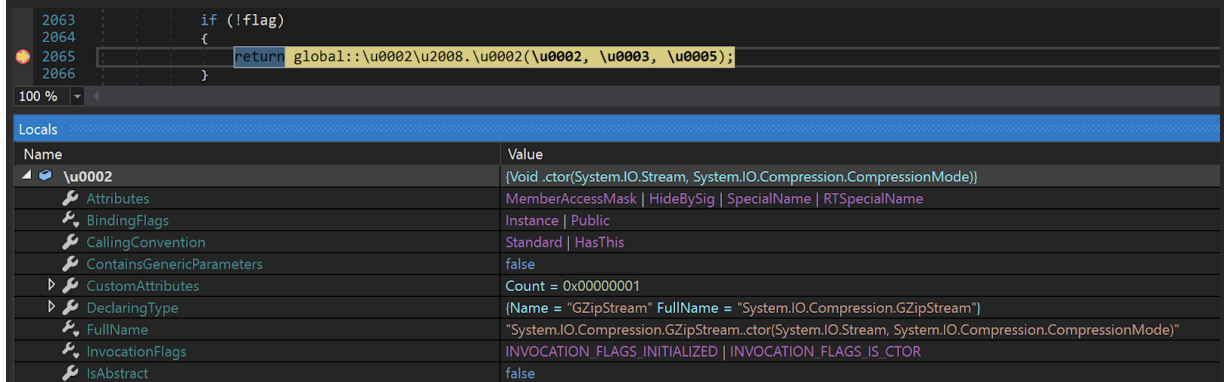 2063 if (!flag)
2064 {
2065 return global::\u0002\u2008.\u0002(\u0002, \u0003, \u0005);
2066 }
100 %
Locals
Name Value
\u0002 {Void .ctor(System.IO.Stream, System.IO.Compression.CompressionMode)}
Attributes MemberAccessMask | HideBySig | SpecialName | RTSpecialName
BindingFlags Instance | Public
CallingConvention Standard | HasThis
ContainsGenericParameters false
CustomAttributes Count = 0x00000001
DeclaringType {Name = "GZipStream" FullName = "System.IO.Compression.GZipStream"}
FullName "System.IO.Compression.GZipStream..ctor(System.IO.Stream, System.IO.Compression.CompressionMode)"
InvocationFlags INVOCATION_FLAGS_INITIALIZED | INVOCATION_FLAGS_IS_CTOR
IsAbstract false